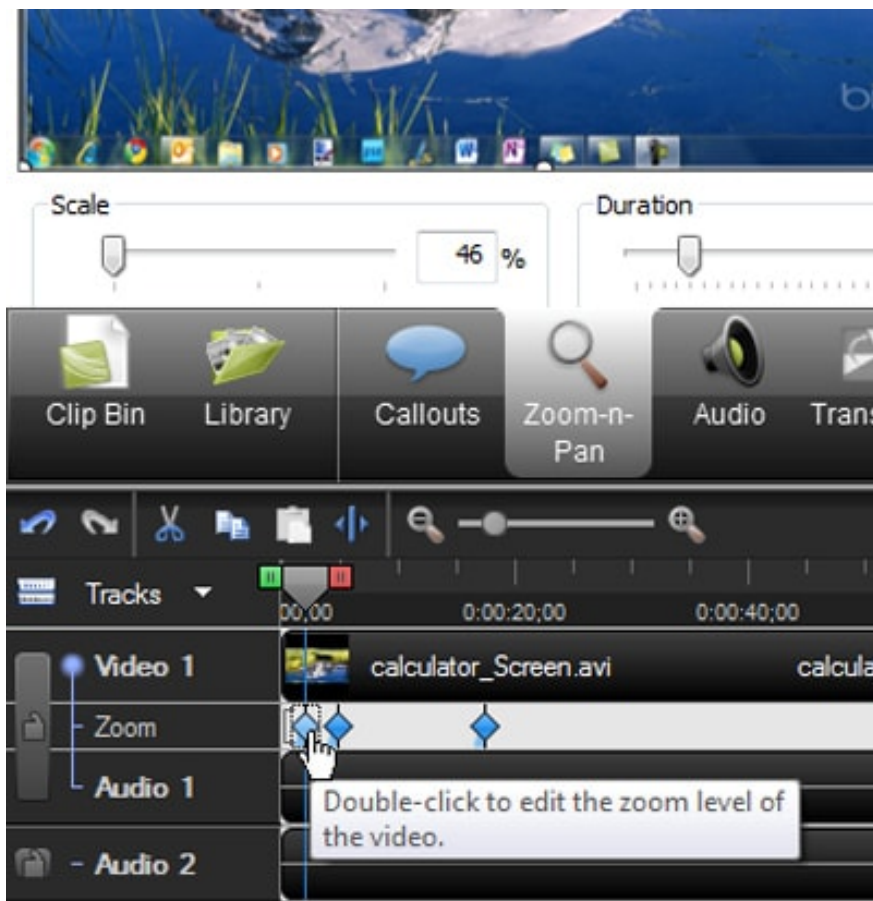 Scale
Duration
46 %
Clip Bin
Library
Callouts
Zoom-n-
Pan
Audio
Tracks
00;00
0:00:20;00
0:00:40;00
Video 1
calculator_Screen.avi
Zoom
Audio 1
Double-click to edit the zoom level of
the video.
Audio 2